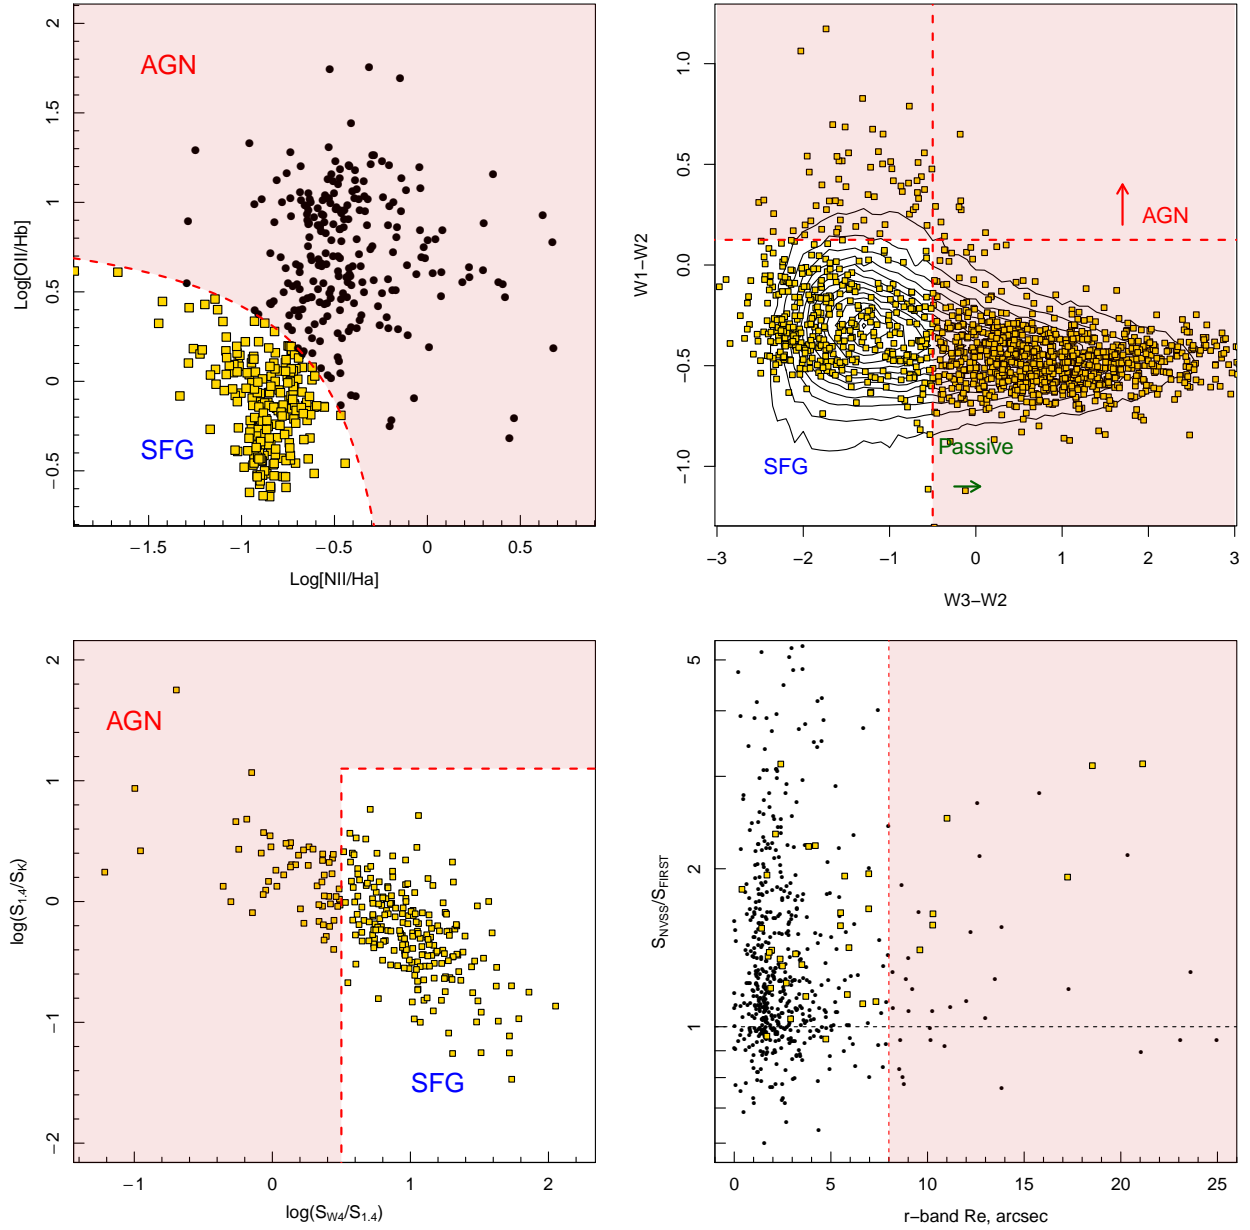 AGN
SFG
Log[OII/Hb]
−0.5
0
0.5
1
1.5
2
−1.5
−1
−0.5
0
0.5
Log[NII/Ha]
AGN
Passive
SFG
W1−W2
−1.0
−0.5
0.0
0.5
1.0
−3
−2
−1
0
1
2
3
W3−W2
AGN
SFG
log(S1.4/SK)
−2
−1
0
1
2
−1
0
1
2
log(SW4/S1.4)
SNVSS/SFIRST
1
2
5
0
5
10
15
20
25
r−band Re, arcsec